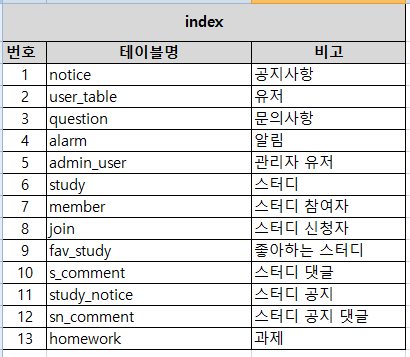 index
번호 테이블명 비고
1 notice 공지사항
2 user_table 유저
3 question 문의사항
4 alarm 알림
5 admin_user 관리자 유저
6 study 스터디
7 member 스터디 참여자
8 join 스터디 신청자
9 fav_study 좋아하는 스터디
10 s_comment 스터디 댓글
11 study_notice 스터디 공지
12 sn_comment 스터디 공지 댓글
13 homework 과제